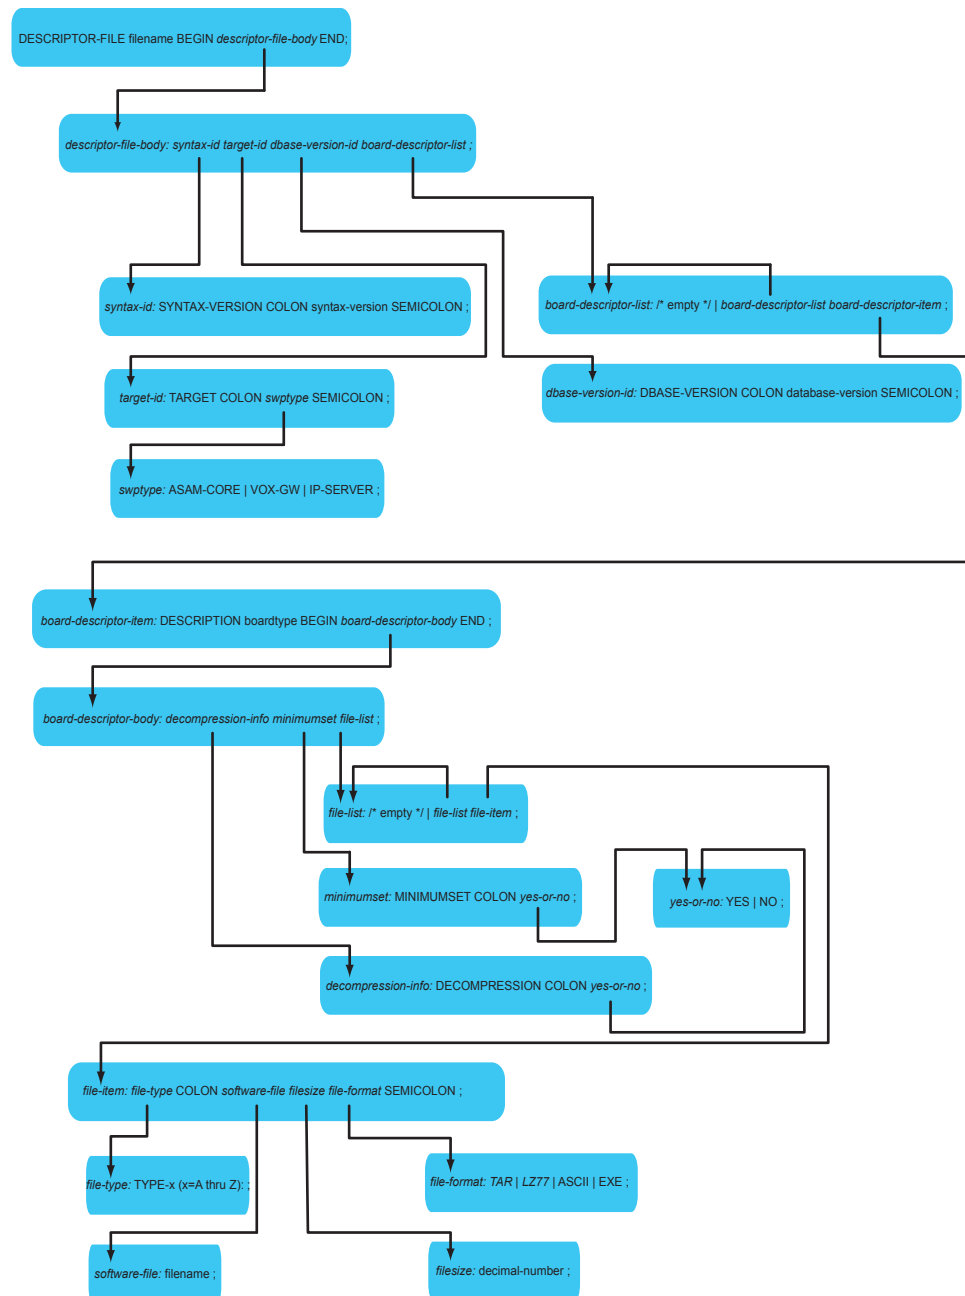 DESCRIPTOR-FILE filename BEGIN descriptor-file-body END;
descriptor-file-body: syntax-id target-id dbase-version-id board-descriptor-list ;
syntax-id: SYNTAX-VERSION COLON syntax-version SEMICOLON ;
board-descriptor-list: /* empty */ | board-descriptor-list board-descriptor-item ;
target-id: TARGET COLON swptype SEMICOLON ;
dbase-version-id: DBASE-VERSION COLON database-version SEMICOLON ;
swptype: ASAM-CORE | VOX-GW | IP-SERVER ;
board-descriptor-item: DESCRIPTION boardtype BEGIN board-descriptor-body END ;
board-descriptor-body: decompression-info minimumset file-list ;
file-list: /* empty */ | file-list file-item ;
minimumset: MINIMUMSET COLON yes-or-no ;
yes-or-no: YES | NO ;
decompression-info: DECOMPRESSION COLON yes-or-no ;
file-item: file-type COLON software-file filesize file-format SEMICOLON ;
file-type: TYPE-x (x=A thru Z): ;
file-format: TAR | LZ77 | ASCII | EXE ;
software-file: filename ;
filesize: decimal-number ;